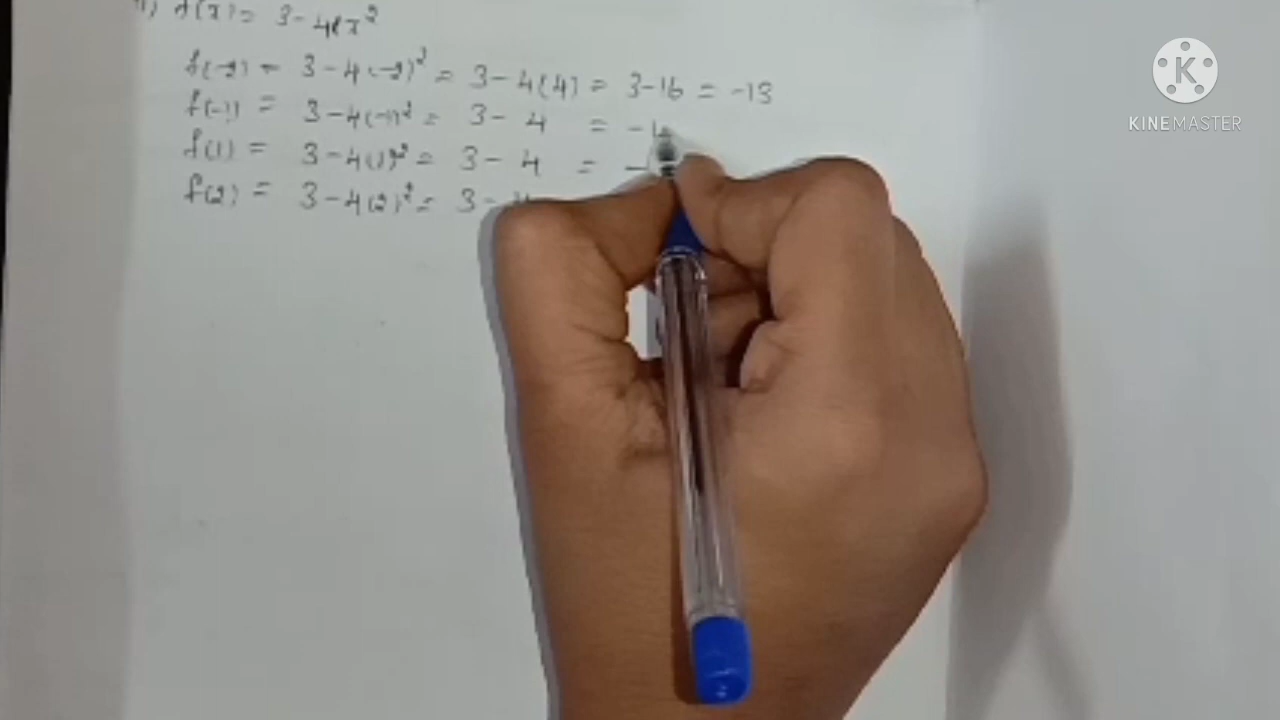 f(x) = 3 - 4x²
f(-2) = 3 - 4(-2)² = 3 - 4(4) = 3 - 16 = -13
f(-1) = 3 - 4(-1)² = 3 - 4 =
f(1) = 3 - 4(1)² = 3 - 4 = -
f(2) = 3 - 4(2)² = 3 -
K
KINEMASTER